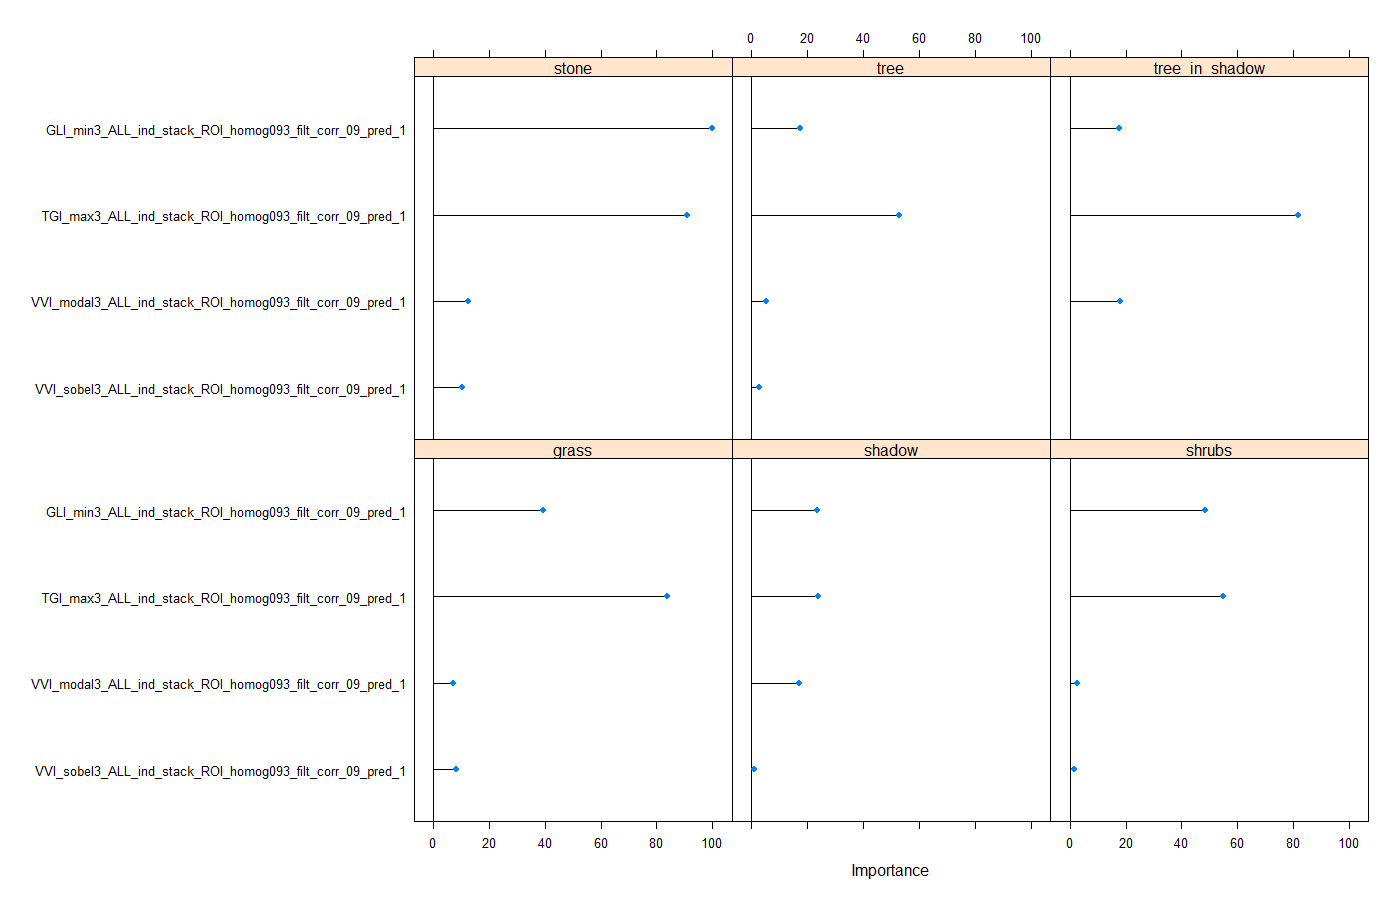 0 20 40 60 80 100
stone tree tree_in_shadow
GLI_min3_ALL_ind_stack_ROI_homog093_filt_corr_09_pred_1
TGI_max3_ALL_ind_stack_ROI_homog093_filt_corr_09_pred_1
VVI_modal3_ALL_ind_stack_ROI_homog093_filt_corr_09_pred_1
VVI_sobel3_ALL_ind_stack_ROI_homog093_filt_corr_09_pred_1
grass shadow shrubs
GLI_min3_ALL_ind_stack_ROI_homog093_filt_corr_09_pred_1
TGI_max3_ALL_ind_stack_ROI_homog093_filt_corr_09_pred_1
VVI_modal3_ALL_ind_stack_ROI_homog093_filt_corr_09_pred_1
VVI_sobel3_ALL_ind_stack_ROI_homog093_filt_corr_09_pred_1
0 20 40 60 80 100 0 20 40 60 80 100
Importance